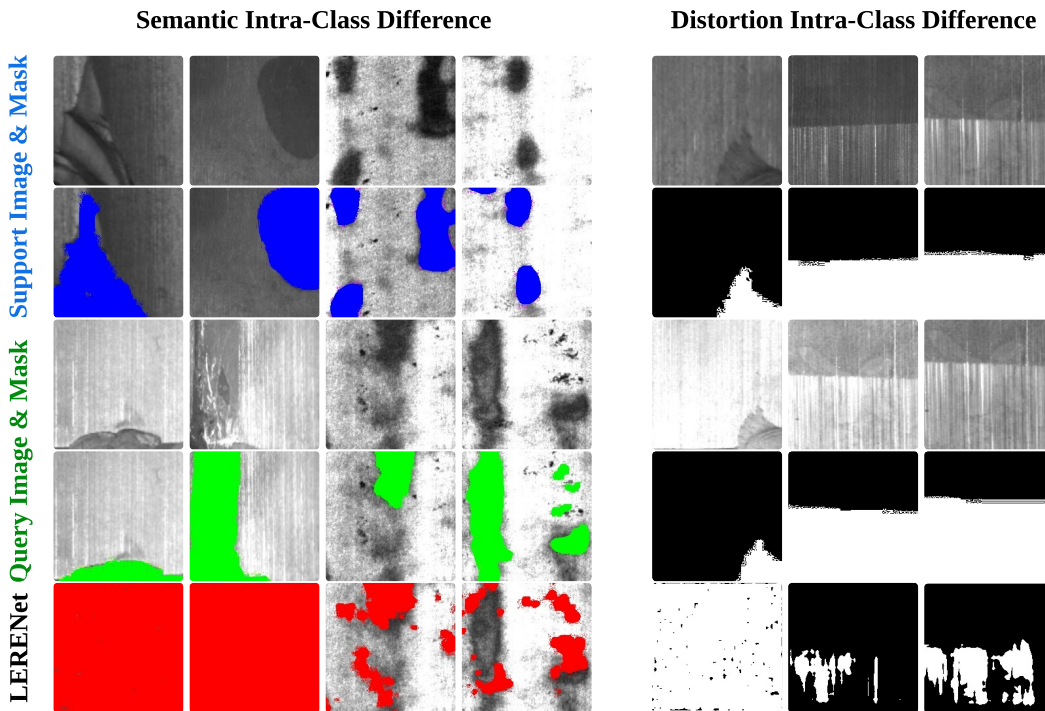 Semantic Intra-Class Difference
Distortion Intra-Class Difference
Support Image & Mask
Query Image & Mask
LERENet